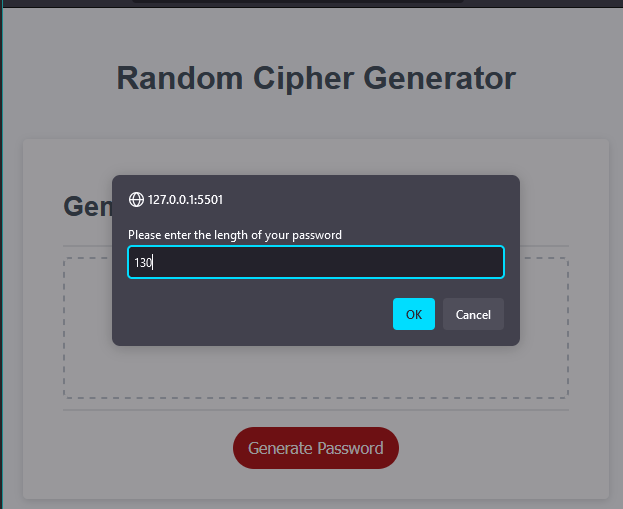 Random Cipher Generator
Gen
127.0.0.1:5501
Please enter the length of your password
130
OK Cancel
Generate Password